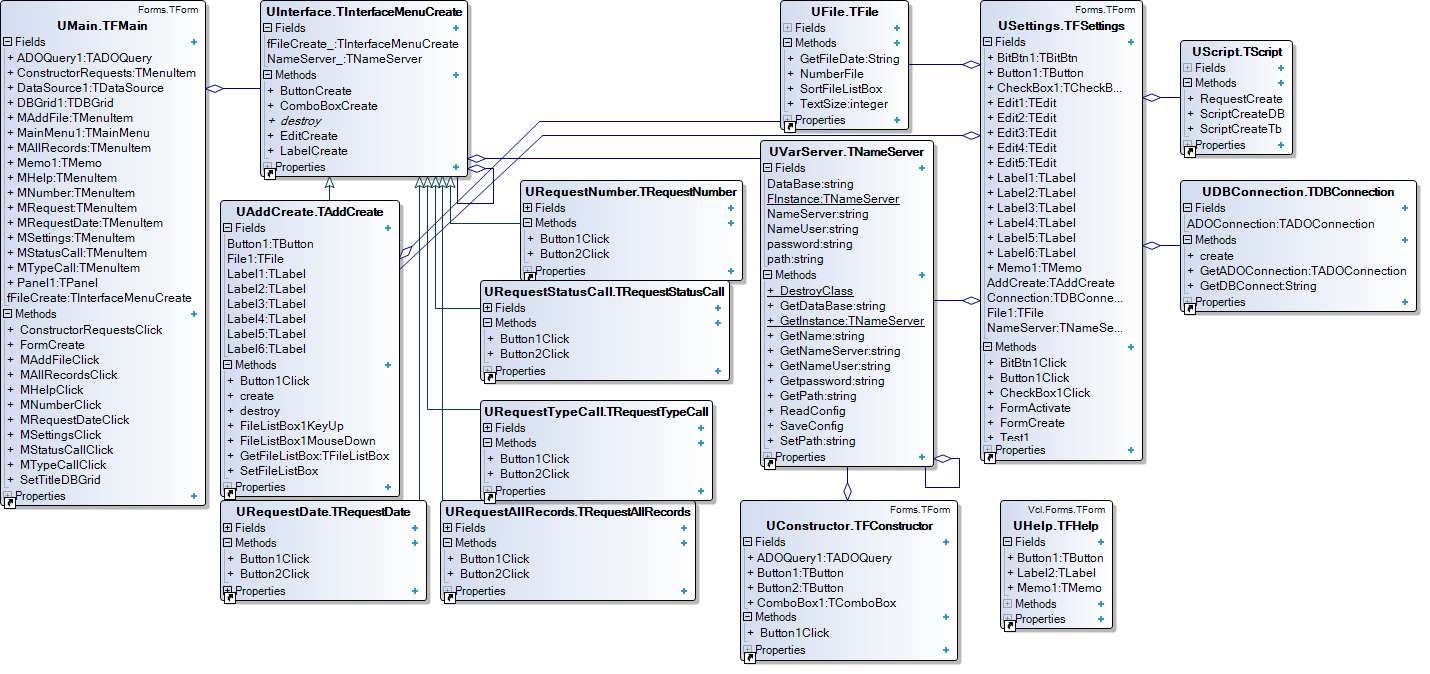 Forms.TForm
UMain.TFMain
Fields
+ ADOQuery1:TADOQuery
+ ConstructorRequests:TMenuItem
+ DataSource1:TDataSource
+ DBGrid1:TDBGrid
+ MAddFile:TMenuItem
+ MainMenu1:TMainMenu
+ MAllRecords:TMenuItem
+ Memo1:TMemo
+ MHelp:TMenuItem
+ MNumber:TMenuItem
+ MRequest:TMenuItem
+ MRequestDate:TMenuItem
+ MSettings:TMenuItem
+ MStatusCall:TMenuItem
+ MTypeCall:TMenuItem
+ Panel1:TPanel
fFileCreate:TInterfaceMenuCreate
Methods
+ ConstructorRequestsClick
+ FormCreate
+ MAddFileClick
+ MAllRecordsClick
+ MHelpClick
+ MNumberClick
+ MRequestDateClick
+ MSettingsClick
+ MStatusCallClick
+ MTypeCallClick
+ SetTitleDBGrid
Properties
UInterface.TInterfaceMenuCreate
Fields
fFileCreate_:TInterfaceMenuCreate
NameServer_:TNameServer
Methods
+ ButtonCreate
+ ComboBoxCreate
+ destroy
+ EditCreate
+ LabelCreate
Properties
UAddCreate.TAddCreate
Fields
Button1:TButton
File1:TFile
Label1:TLabel
Label2:TLabel
Label3:TLabel
Label4:TLabel
Label5:TLabel
Label6:TLabel
Methods
+ Button1Click
+ create
+ destroy
+ FileListBox1KeyUp
+ FileListBox1MouseDown
+ GetFileListBox:TFileListBox
+ SetFileListBox
Properties
URequestDate.TRequestDate
Fields
Methods
+ Button1Click
+ Button2Click
Properties
URequestNumber.TRequestNumber
Fields
Methods
+ Button1Click
+ Button2Click
Properties
URequestStatusCall.TRequestStatusCall
Fields
Methods
+ Button1Click
+ Button2Click
Properties
URequestTypeCall.TRequestTypeCall
Fields
Methods
+ Button1Click
+ Button2Click
Properties
URequestAllRecords.TRequestAllRecords
Fields
Methods
+ Button1Click
+ Button2Click
Properties
UFile.TFile
Fields
Methods
+ GetFileDate:String
+ NumberFile
+ SortFileListBox
+ TextSize:integer
Properties
UVarServer.TNameServer
Fields
DataBase:string
FInstance:TNameServer
NameServer:string
NameUser:string
password:string
path:string
Methods
+ DestroyClass
+ GetDataBase:string
+ GetInstance:TNameServer
+ GetName:string
+ GetNameServer:string
+ GetNameUser:string
+ Getpassword:string
+ GetPath:string
+ ReadConfig
+ SaveConfig
+ SetPath:string
Properties
Forms.TForm
UConstructor.TFConstructor
Fields
+ ADOQuery1:TADOQuery
+ Button1:TButton
+ Button2:TButton
+ ComboBox1:TComboBox
Methods
+ Button1Click
Properties
Forms.TForm
USettings.TFSettings
Fields
+ BitBtn1:TBitBtn
+ Button1:TButton
+ CheckBox1:TCheckB...
+ Edit1:TEdit
+ Edit2:TEdit
+ Edit3:TEdit
+ Edit4:TEdit
+ Edit5:TEdit
+ Label1:TLabel
+ Label2:TLabel
+ Label3:TLabel
+ Label4:TLabel
+ Label5:TLabel
+ Label6:TLabel
+ Memo1:TMemo
AddCreate:TAddCreate
Connection:TDBConne...
File1:TFile
NameServer:TNameSe...
Methods
+ BitBtn1Click
+ Button1Click
+ CheckBox1Click
+ FormActivate
+ FormCreate
+ Test1
Properties
UScript.TScript
Fields
Methods
+ RequestCreate
+ ScriptCreateDB
+ ScriptCreateTb
Properties
UDBConnection.TDBConnection
Fields
ADOConnection:TADOConnection
Methods
+ create
+ GetADOConnection:TADOConnection
+ GetDBConnect:String
Properties
Vcl.Forms.TForm
UHelp.TFHelp
Fields
+ Button1:TButton
+ Label2:TLabel
+ Memo1:TMemo
Methods
Properties